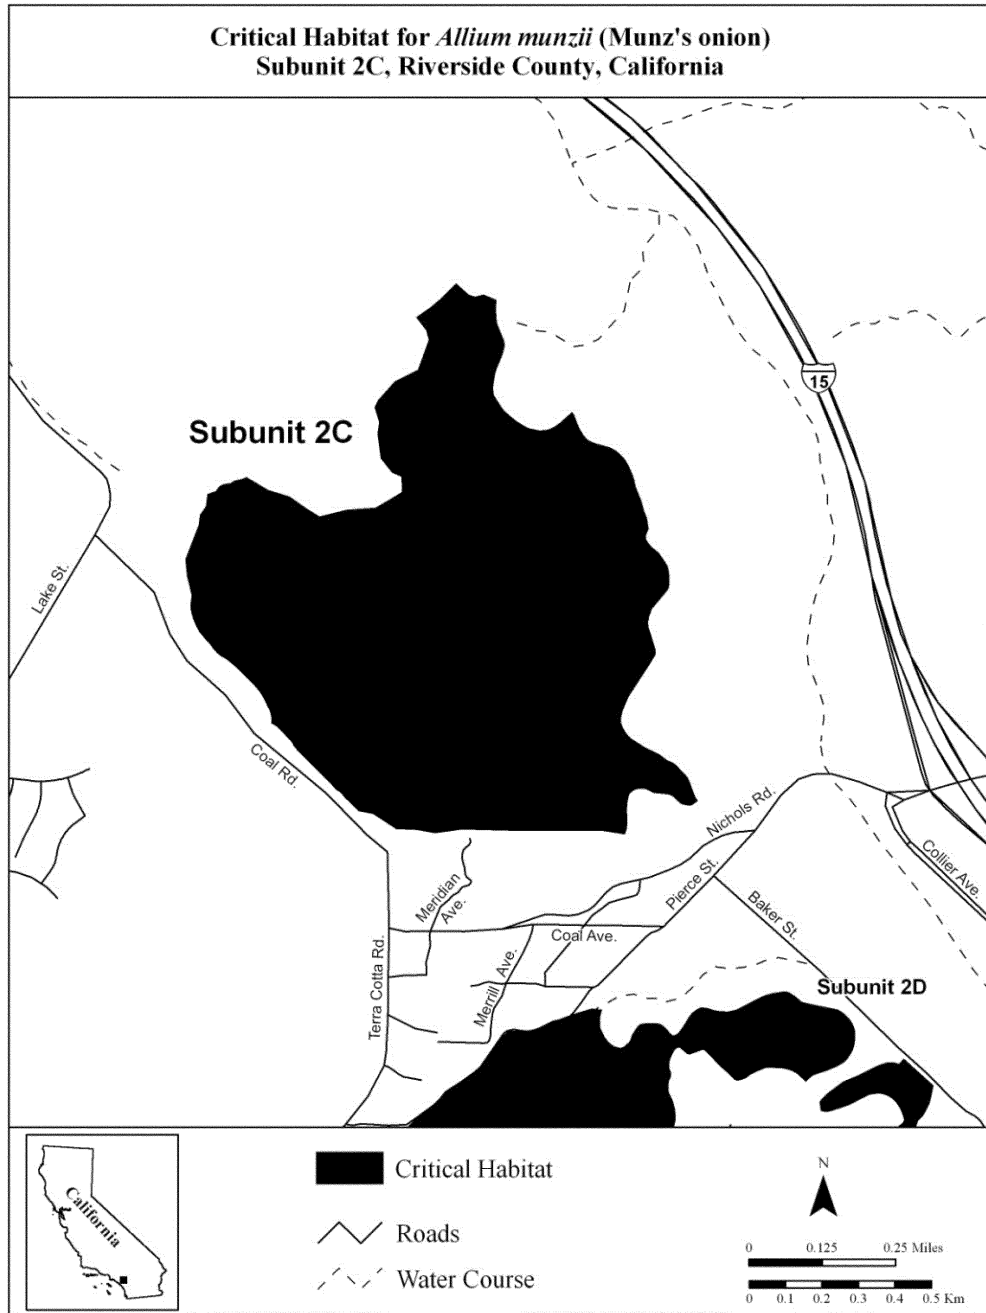 Critical Habitat for Allium munzii (Munz's onion)
Subunit 2C, Riverside County, California
15
Subunit 2C
Lake St.
Coal Rd.
Nichols Rd.
Collier Ave.
Pierce St.
Meridian
Ave.
Baker St.
Coal Ave.
Merrill Ave.
Terra Cotta Rd.
Subunit 2D
California
Critical Habitat
Roads
Water Course
N
0 0.125 0.25 Miles
0 0.1 0.2 0.3 0.4 0.5 Km